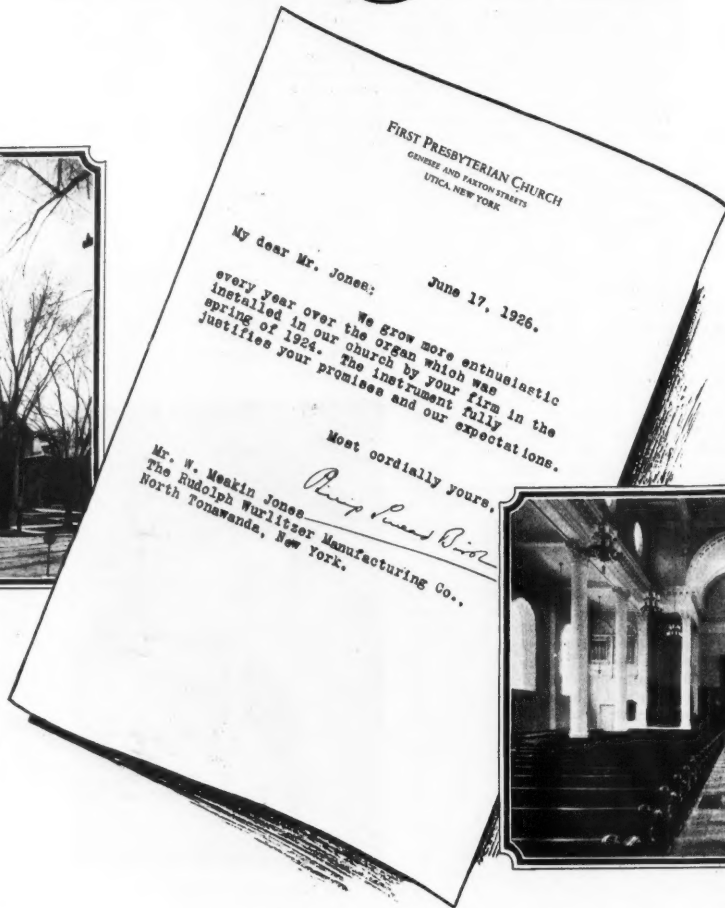 FIRST PRESBYTERIAN CHURCH
GENESEE AND PAXTON STREETS
UTICA, NEW YORK
June 17, 1926.
My dear Mr. Jones:
We grow more enthusiastic
every year over the organ which was
installed in our church by your firm in the
spring of 1924. The instrument fully
justifies your promises and our expectations.
Most cordially yours,
Mr. W. Meakin Jones
The Rudolph Wurlitzer Manufacturing Co.,
North Tonawanda, New York.